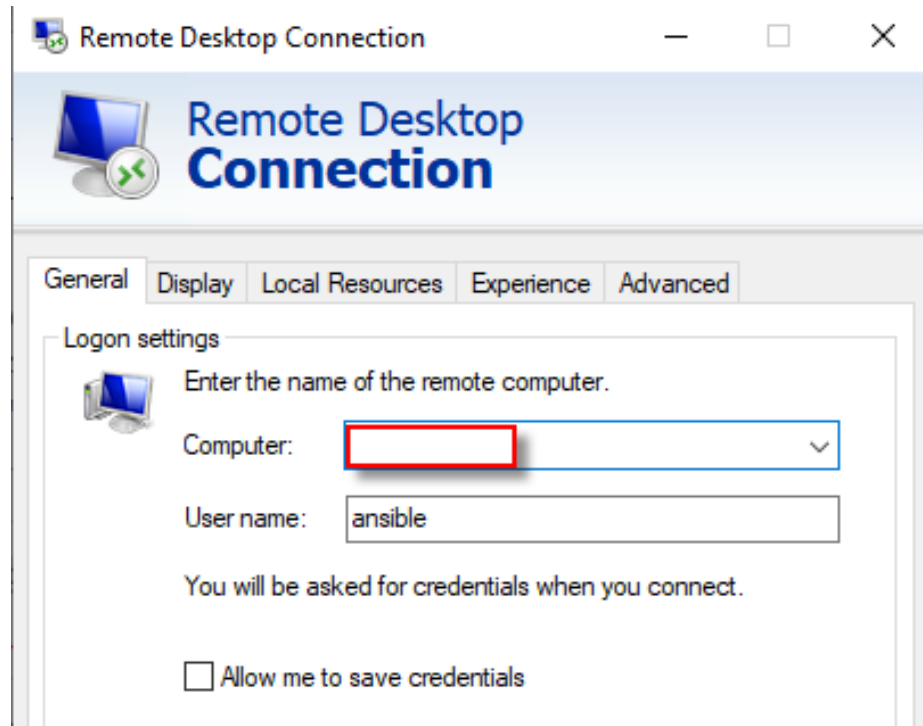 Remote Desktop Connection
Remote Desktop
Connection
General Display Local Resources Experience Advanced
Logon settings
Enter the name of the remote computer.
Computer:
User name: ansible
You will be asked for credentials when you connect.
Allow me to save credentials